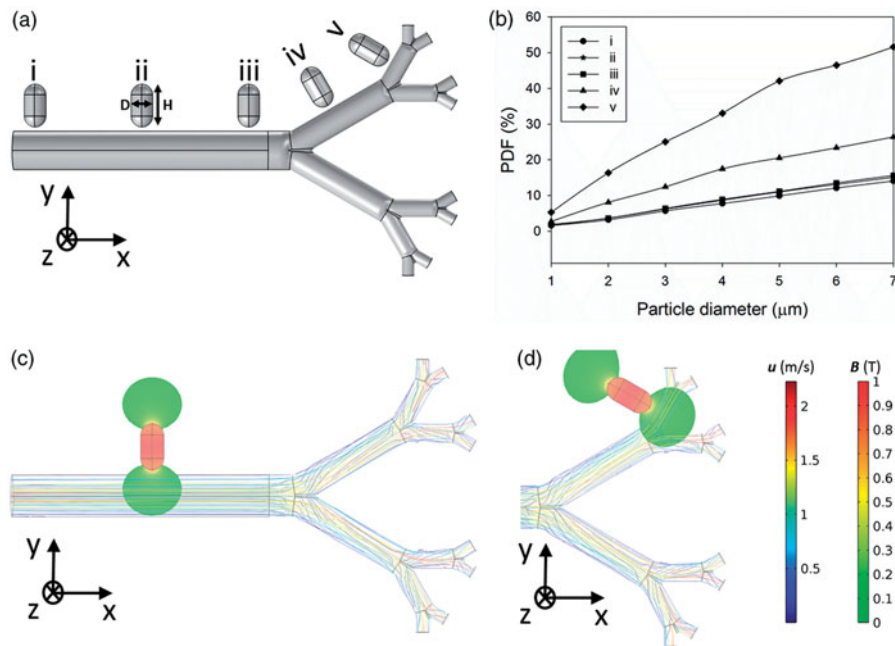 (a)
i
ii
iii
iv
v
D
H
y
z
x
(b)
PDF (%)
60
50
40
30
20
10
0
i
ii
iii
iv
v
1 2 3 4 5 6 7
Particle diameter (μm)
(c)
y
z
x
(d)
y
z
x
u (m/s)
2
1.5
1
0.5
B (T)
1
0.9
0.8
0.7
0.6
0.5
0.4
0.3
0.2
0.1
0